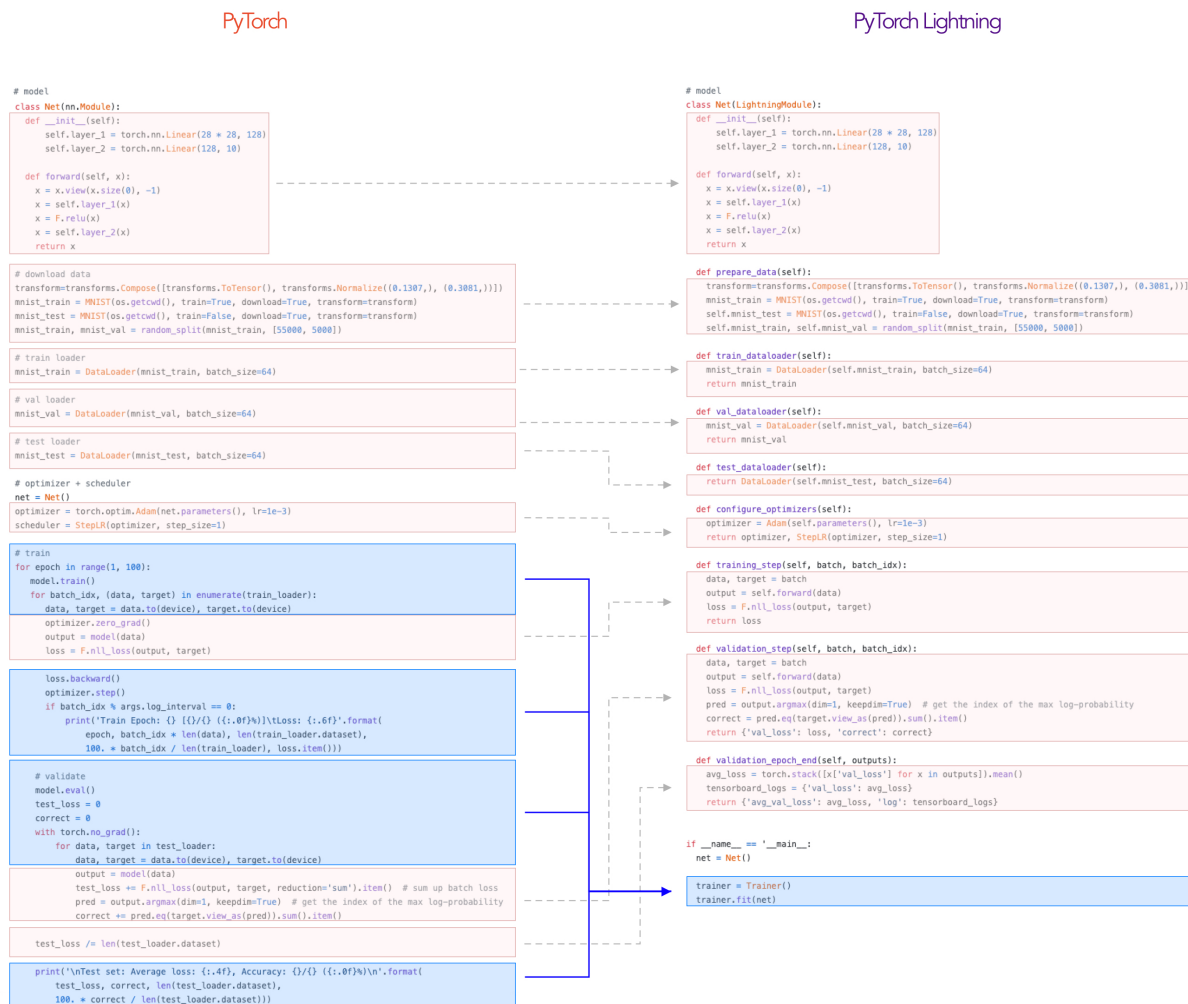 PyTorch
# model
class Net(nn.Module):
def __init__(self):
self.layer_1 = torch.nn.Linear(28 * 28, 128)
self.layer_2 = torch.nn.Linear(128, 10)
def forward(self, x):
x = x.view(x.size(0), -1)
x = self.layer_1(x)
x = F.relu(x)
x = self.layer_2(x)
return x
# download data
transform=transforms.Compose([transforms.ToTensor(), transforms.Normalize((0.1307,), (0.3081,))])
mnist_train = MNIST(os.getcwd(), train=True, download=True, transform=transform)
mnist_test = MNIST(os.getcwd(), train=False, download=True, transform=transform)
mnist_train, mnist_val = random_split(mnist_train, [55000, 5000])
# train loader
mnist_train = DataLoader(mnist_train, batch_size=64)
# val loader
mnist_val = DataLoader(mnist_val, batch_size=64)
# test loader
mnist_test = DataLoader(mnist_test, batch_size=64)
# optimizer + scheduler
net = Net()
optimizer = torch.optim.Adam(net.parameters(), lr=1e-3)
scheduler = StepLR(optimizer, step_size=1)
# train
for epoch in range(1, 100):
model.train()
for batch_idx, (data, target) in enumerate(train_loader):
data, target = data.to(device), target.to(device)
optimizer.zero_grad()
output = model(data)
loss = F.nll_loss(output, target)
loss.backward()
optimizer.step()
if batch_idx % args.log_interval == 0:
print('Train Epoch: {} [{}/{} ({:.0f}%)]\tLoss: {:.6f}'.format(
epoch, batch_idx * len(data), len(train_loader.dataset),
100. * batch_idx / len(train_loader), loss.item()))
# validate
model.eval()
test_loss = 0
correct = 0
with torch.no_grad():
for data, target in test_loader:
data, target = data.to(device), target.to(device)
output = model(data)
test_loss += F.nll_loss(output, target, reduction='sum').item()  # sum up batch loss
pred = output.argmax(dim=1, keepdim=True)  # get the index of the max log-probability
correct += pred.eq(target.view_as(pred)).sum().item()
test_loss /= len(test_loader.dataset)
print('\nTest set: Average loss: {:.4f}, Accuracy: {}/{} ({:.0f}%)\n'.format(
test_loss, correct, len(test_loader.dataset),
100. * correct / len(test_loader.dataset)))
PyTorch Lightning
# model
class Net(LightningModule):
def __init__(self):
self.layer_1 = torch.nn.Linear(28 * 28, 128)
self.layer_2 = torch.nn.Linear(128, 10)
def forward(self, x):
x = x.view(x.size(0), -1)
x = self.layer_1(x)
x = F.relu(x)
x = self.layer_2(x)
return x
def prepare_data(self):
transform=transforms.Compose([transforms.ToTensor(), transforms.Normalize((0.1307,), (0.3081,))])
mnist_train = MNIST(os.getcwd(), train=True, download=True, transform=transform)
self.mnist_test = MNIST(os.getcwd(), train=False, download=True, transform=transform)
self.mnist_train, self.mnist_val = random_split(mnist_train, [55000, 5000])
def train_dataloader(self):
mnist_train = DataLoader(self.mnist_train, batch_size=64)
return mnist_train
def val_dataloader(self):
mnist_val = DataLoader(self.mnist_val, batch_size=64)
return mnist_val
def test_dataloader(self):
return DataLoader(self.mnist_test, batch_size=64)
def configure_optimizers(self):
optimizer = Adam(self.parameters(), lr=1e-3)
return optimizer, StepLR(optimizer, step_size=1)
def training_step(self, batch, batch_idx):
data, target = batch
output = self.forward(data)
loss = F.nll_loss(output, target)
return loss
def validation_step(self, batch, batch_idx):
data, target = batch
output = self.forward(data)
loss = F.nll_loss(output, target)
pred = output.argmax(dim=1, keepdim=True)  # get the index of the max log-probability
correct = pred.eq(target.view_as(pred)).sum().item()
return {'val_loss': loss, 'correct': correct}
def validation_epoch_end(self, outputs):
avg_loss = torch.stack([x['val_loss'] for x in outputs]).mean()
tensorboard_logs = {'val_loss': avg_loss}
return {'avg_val_loss': avg_loss, 'log': tensorboard_logs}
if __name__ == '__main__:
net = Net()
trainer = Trainer()
trainer.fit(net)